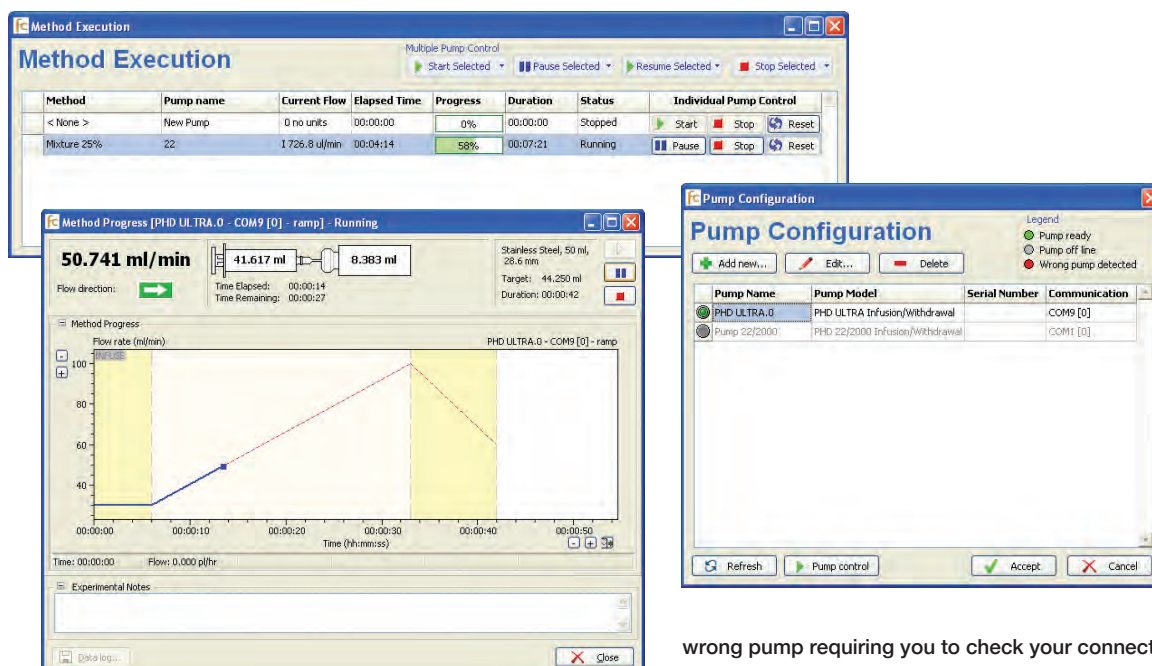 Method Execution
Method Execution
Multiple Pump Control
Start Selected Pause Selected Resume Selected Stop Selected
Method Pump name Current Flow Elapsed Time Progress Duration Status Individual Pump Control
< None > New Pump 0 no units 00:00:00 0% 00:00:00 Stopped Start Stop Reset
Mixture 25% 22 I 726.8 ul/min 00:04:14 58% 00:07:21 Running Pause Stop Reset
Method Progress [PHD ULTRA.0 - COM9 [0] - ramp] - Running
50.741 ml/min
Flow direction:
41.617 ml 8.383 ml
Time Elapsed: 00:00:14
Time Remaining: 00:00:27
Stainless Steel, 50 ml,
28.6 mm
Target: 44.250 ml
Duration: 00:00:42
Method Progress
Flow rate (ml/min) PHD ULTRA.0 - COM9 [0] - ramp
INFUSE
100
80
60
40
00:00:00 00:00:10 00:00:20 00:00:30 00:00:40 00:00:50
Time (hh:mm:ss)
Time: 00:00:00 Flow: 0.000 pl/hr
Experimental Notes
Data log... Close
Pump Configuration
Pump Configuration
Legend
Pump ready
Pump off line
Wrong pump detected
Add new... Edit... Delete
Pump Name Pump Model Serial Number Communication
PHD ULTRA.0 PHD ULTRA Infusion/Withdrawal COM9 [0]
Pump 22/2000 PHD 22/2000 Infusion/Withdrawal COM1 [0]
Refresh Pump control Accept Cancel
wrong pump requiring you to check your connect